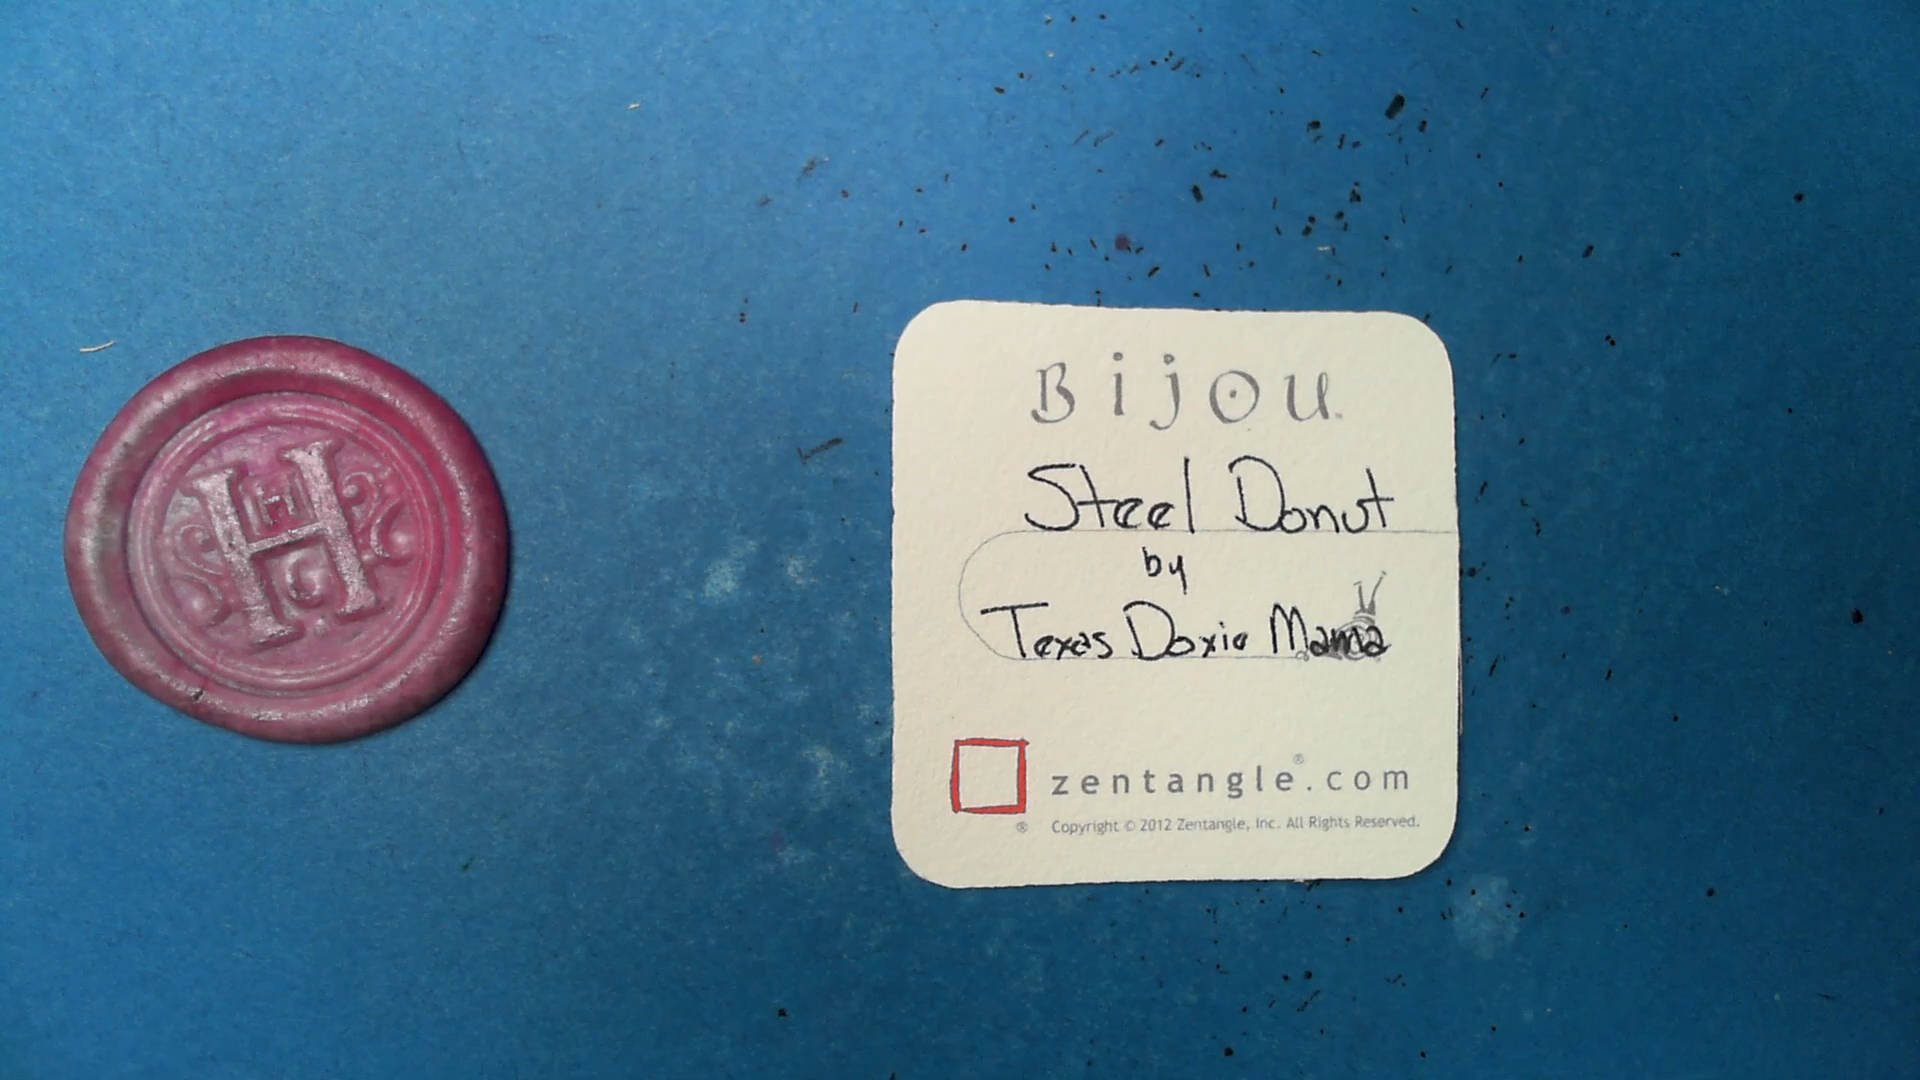 H
Bijou
Steel Donut
by
Texas Doxie Mama
zentangle®.com
® Copyright © 2012 Zentangle, Inc. All Rights Reserved.